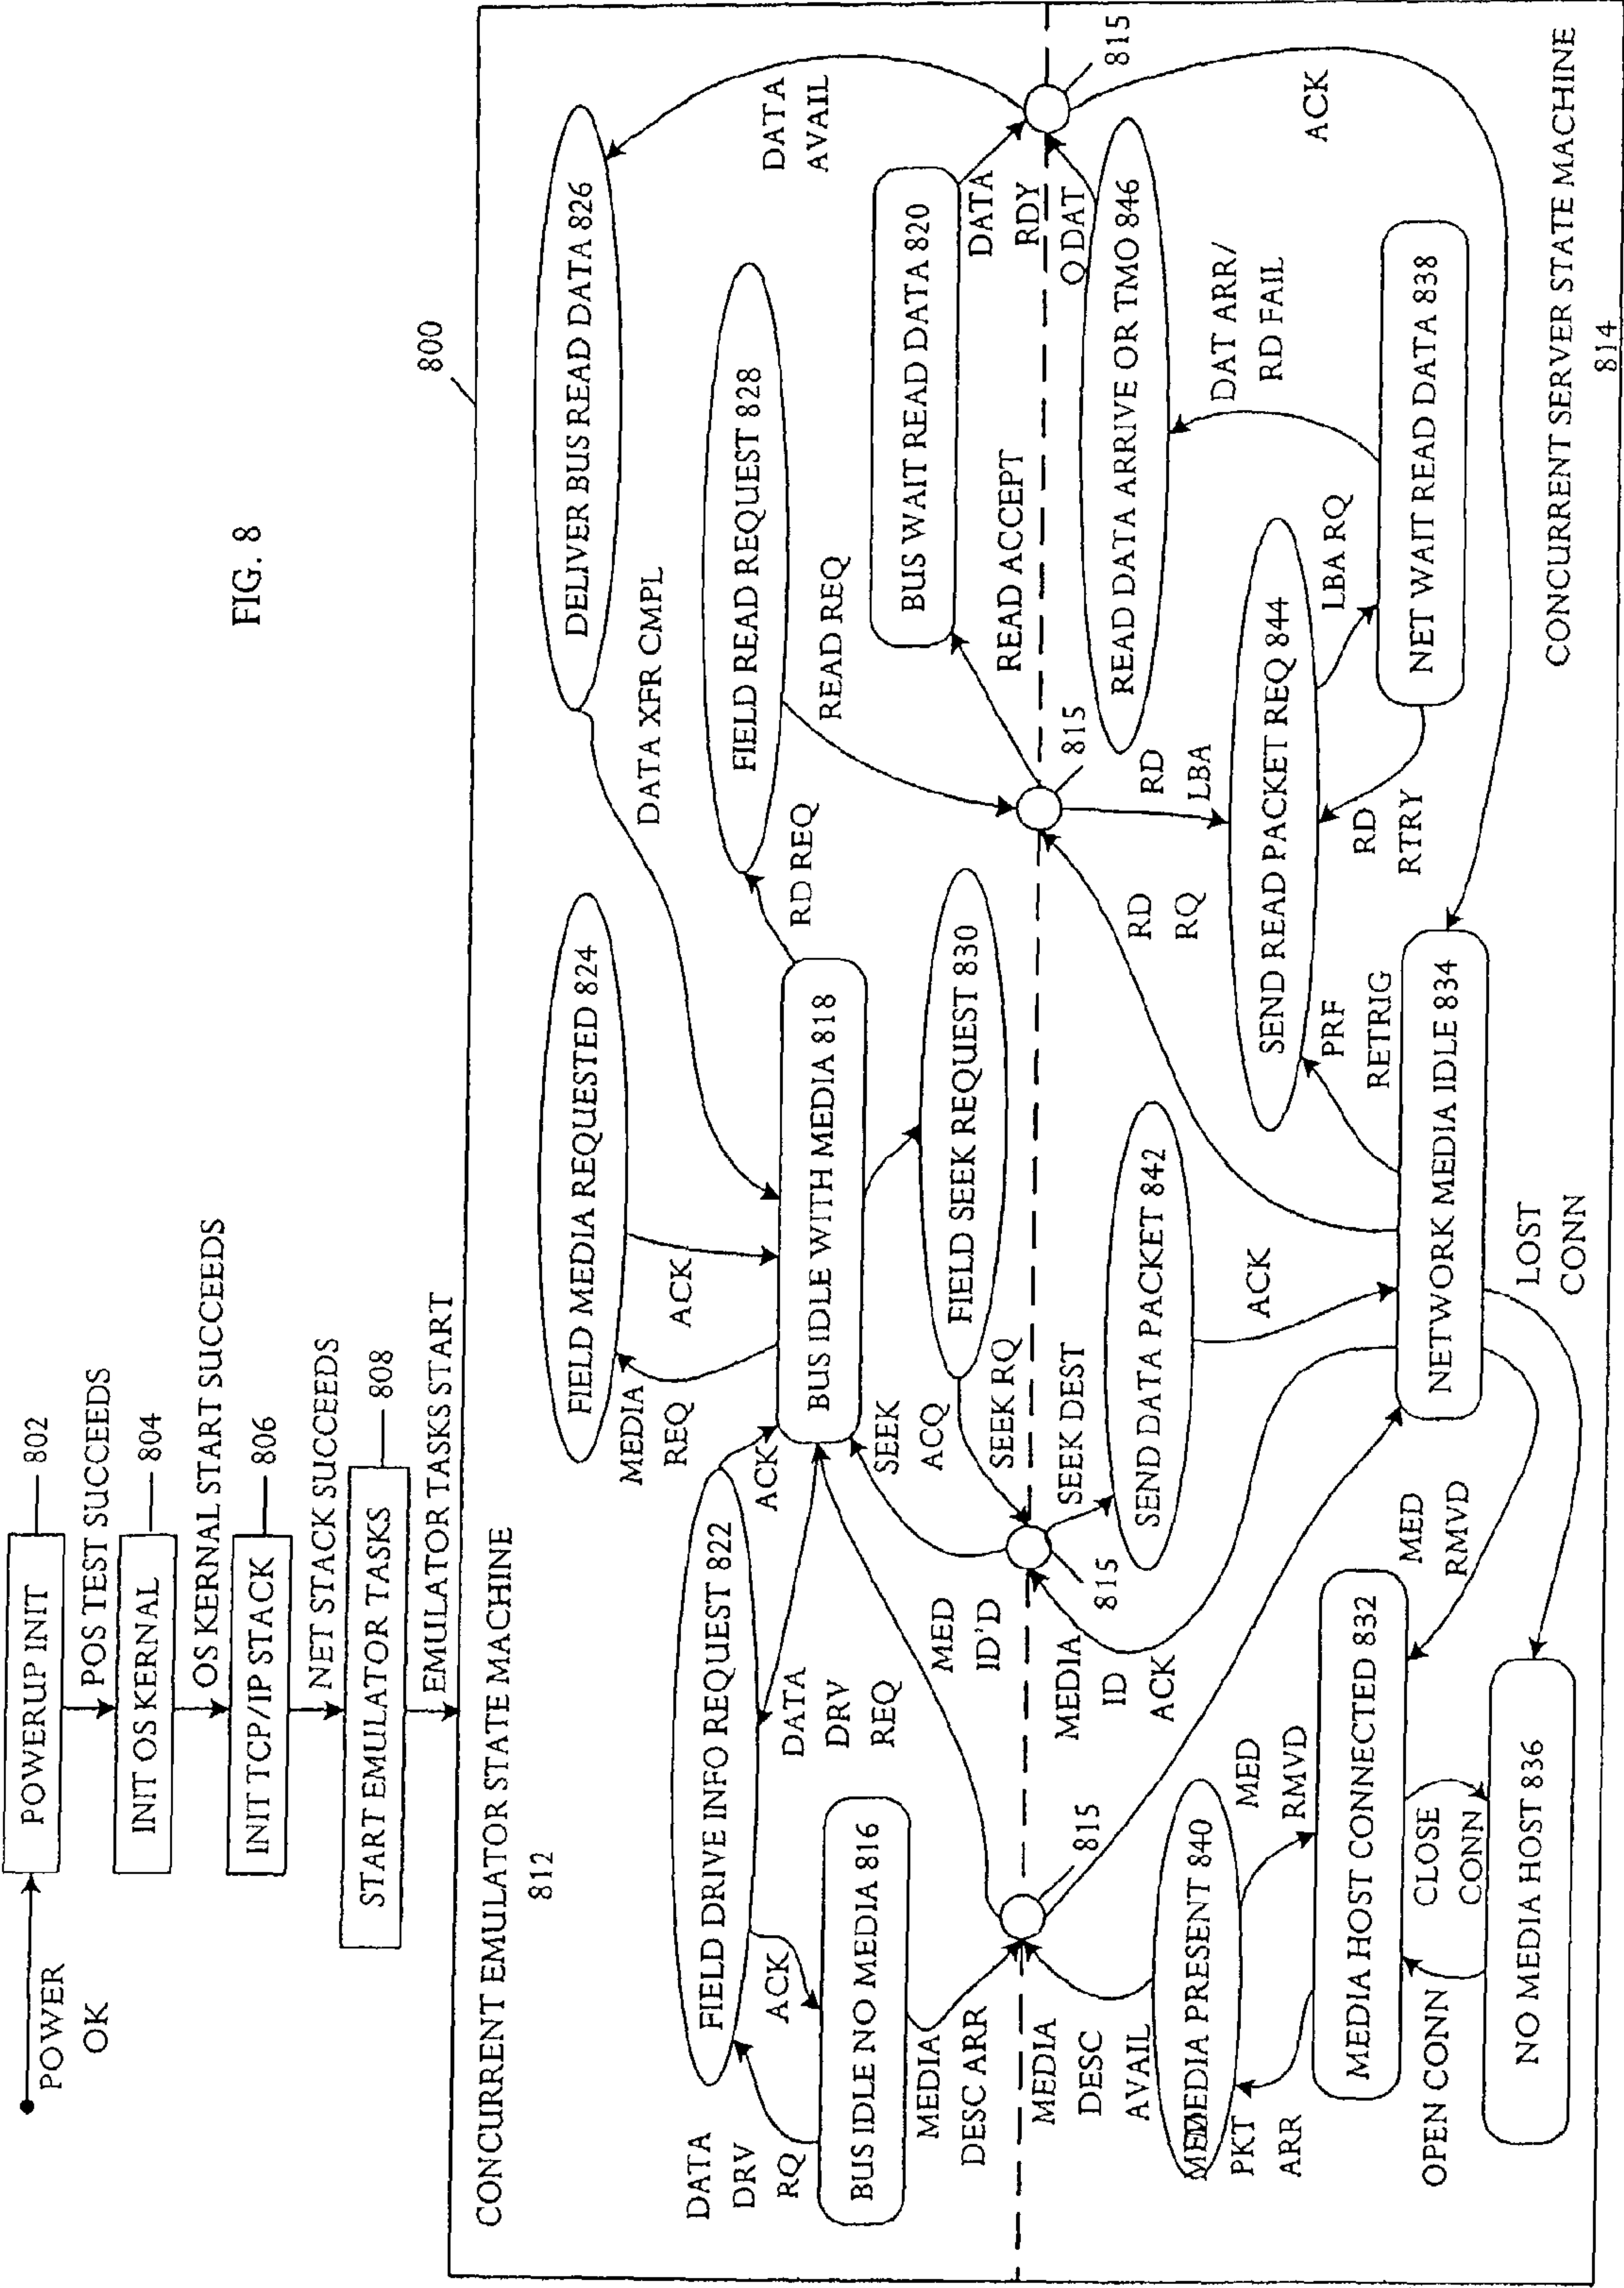 FIG. 8
POWER
OK
POWERUP INIT
802
POS TEST SUCCEEDS
INIT OS KERNAL
804
OS KERNAL START SUCCEEDS
INIT TCP/IP STACK
806
NET STACK SUCCEEDS
START EMULATOR TASKS
808
EMULATOR TASKS START
800
CONCURRENT EMULATOR STATE MACHINE
812
FIELD MEDIA REQUESTED 824
DELIVER BUS READ DATA 826
MEDIA
REQ
ACK
DATA XFR CMPL
DATA
AVAIL
FIELD DRIVE INFO REQUEST 822
ACK
FIELD READ REQUEST 828
RD REQ
DATA
DRV
RQ
ACK
DATA
DRV
REQ
BUS IDLE WITH MEDIA 818
READ REQ
BUS IDLE NO MEDIA 816
SEEK
ACQ
FIELD SEEK REQUEST 830
BUS WAIT READ DATA 820
MEDIA
DESC ARR
MED
ID'D
SEEK RQ
READ ACCEPT
DATA
RDY
815
815
815
815
MEDIA
DESC
AVAIL
MEDIA
ID
ACK
SEEK DEST
RD
RQ
RD
LBA
Q DAT
MEDIA PRESENT 840
SEND DATA PACKET 842
READ DATA ARRIVE OR TMO 846
MED
PKT
ARR
MED
RMVD
ACK
SEND READ PACKET REQ 844
LBA RQ
DAT ARR/
RD FAIL
ACK
PRF
RETRIG
RD
RTRY
MEDIA HOST CONNECTED 832
MED
RMVD
NETWORK MEDIA IDLE 834
NET WAIT READ DATA 838
OPEN CONN
CLOSE
CONN
LOST
CONN
NO MEDIA HOST 836
CONCURRENT SERVER STATE MACHINE
814